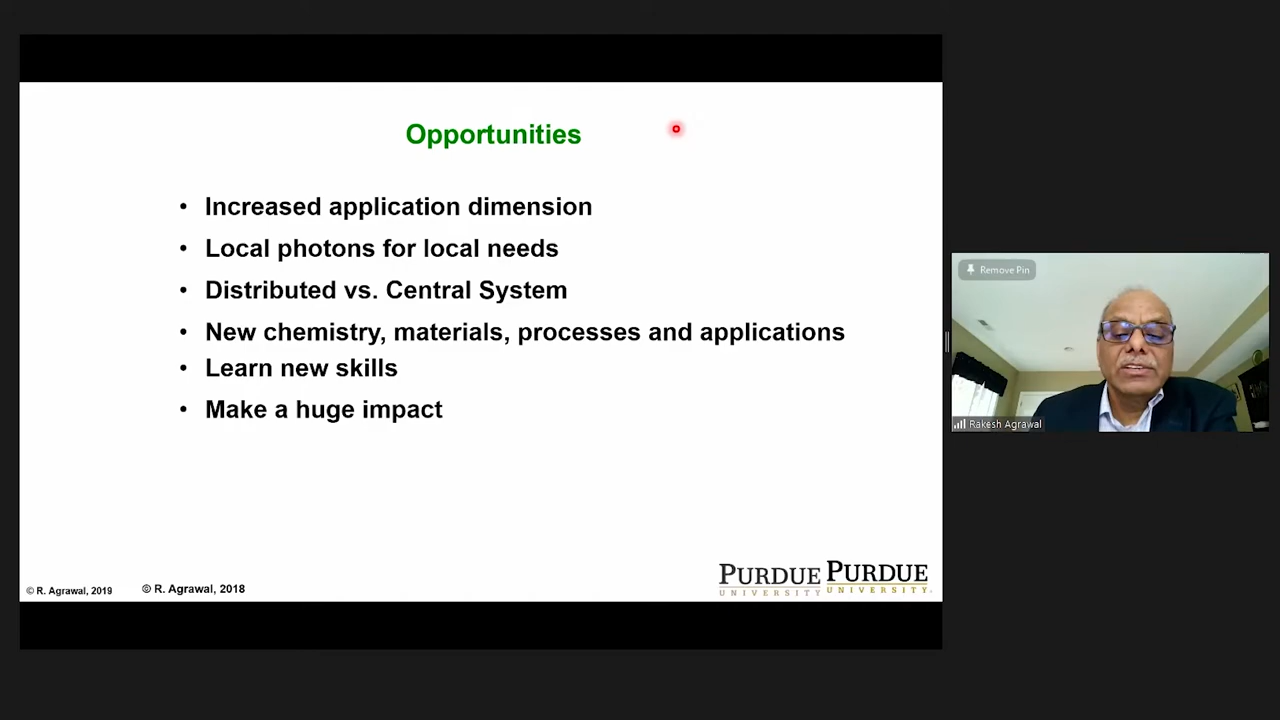 Opportunities
• Increased application dimension
• Local photons for local needs
• Distributed vs. Central System
• New chemistry, materials, processes and applications
• Learn new skills
• Make a huge impact
© R. Agrawal, 2019
© R. Agrawal, 2018
PURDUE
UNIVERSITY
PURDUE
UNIVERSITY.
Remove Pin
Rakesh Agrawal